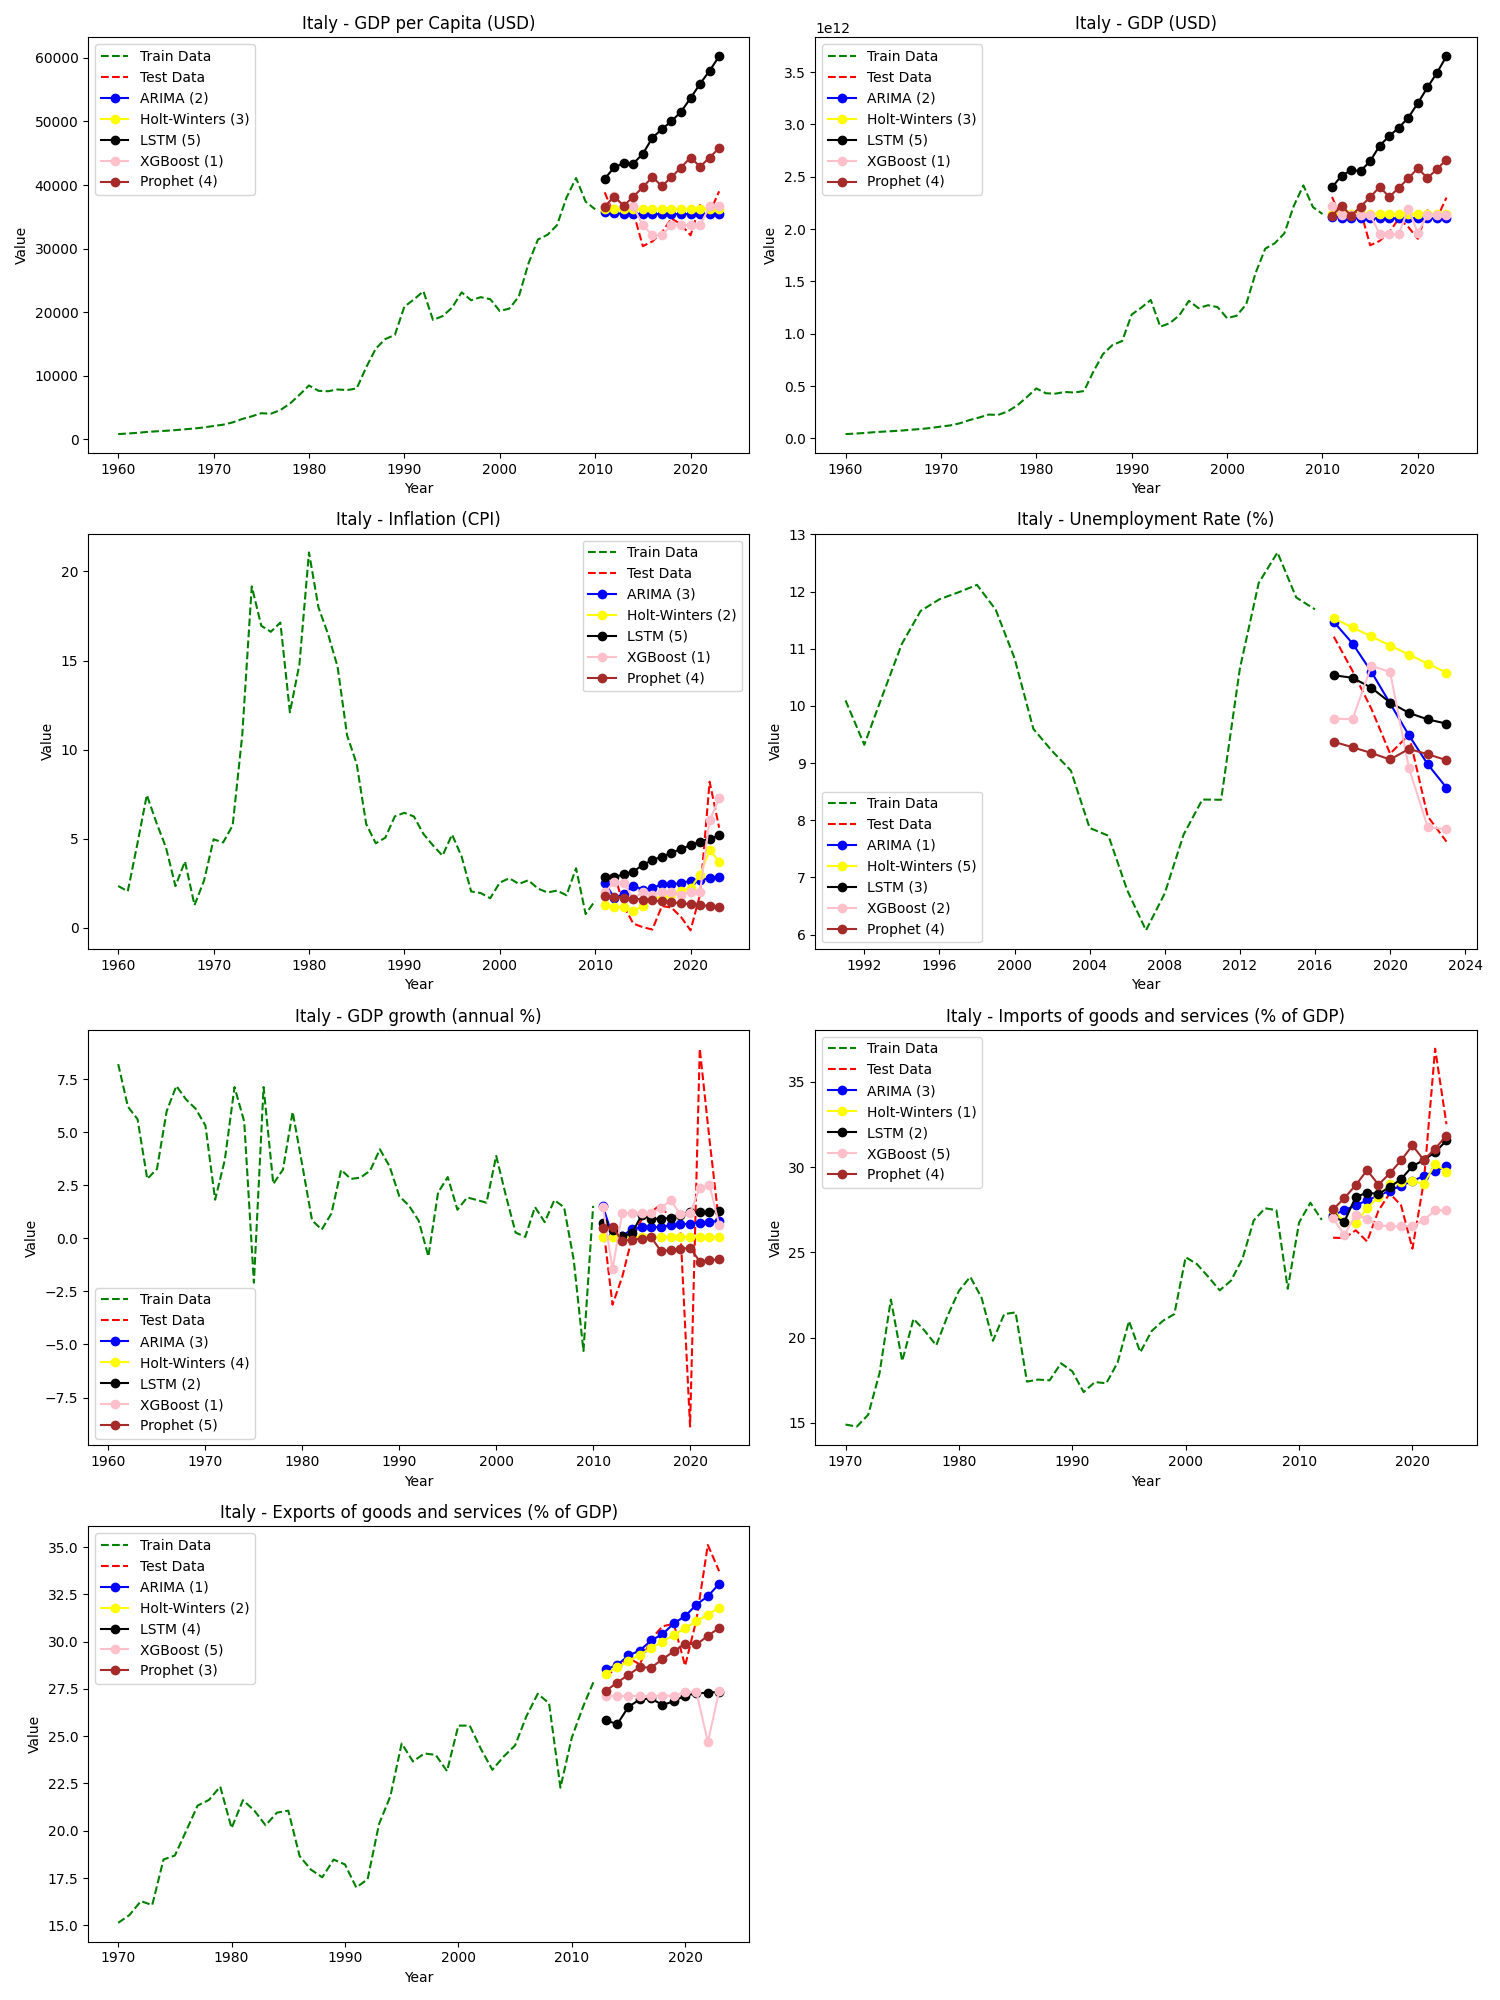 Italy - GDP per Capita (USD)
Value
60000
50000
40000
30000
20000
10000
0
Train Data
Test Data
ARIMA (2)
Holt-Winters (3)
LSTM (5)
XGBoost (1)
Prophet (4)
1960 1970 1980 1990 2000 2010 2020
Year
Italy - GDP (USD)
1e12
Value
3.5
3.0
2.5
2.0
1.5
1.0
0.5
0.0
Train Data
Test Data
ARIMA (2)
Holt-Winters (3)
LSTM (5)
XGBoost (1)
Prophet (4)
1960 1970 1980 1990 2000 2010 2020
Year
Italy - Inflation (CPI)
Value
20
15
10
5
0
Train Data
Test Data
ARIMA (3)
Holt-Winters (2)
LSTM (5)
XGBoost (1)
Prophet (4)
1960 1970 1980 1990 2000 2010 2020
Year
Italy - Unemployment Rate (%)
Value
13
12
11
10
9
8
7
6
Train Data
Test Data
ARIMA (1)
Holt-Winters (5)
LSTM (3)
XGBoost (2)
Prophet (4)
1992 1996 2000 2004 2008 2012 2016 2020 2024
Year
Italy - GDP growth (annual %)
Value
7.5
5.0
2.5
0.0
−2.5
−5.0
−7.5
Train Data
Test Data
ARIMA (3)
Holt-Winters (4)
LSTM (2)
XGBoost (1)
Prophet (5)
1960 1970 1980 1990 2000 2010 2020
Year
Italy - Imports of goods and services (% of GDP)
Value
35
30
25
20
15
Train Data
Test Data
ARIMA (3)
Holt-Winters (1)
LSTM (2)
XGBoost (5)
Prophet (4)
1970 1980 1990 2000 2010 2020
Year
Italy - Exports of goods and services (% of GDP)
Value
35.0
32.5
30.0
27.5
25.0
22.5
20.0
17.5
15.0
Train Data
Test Data
ARIMA (1)
Holt-Winters (2)
LSTM (4)
XGBoost (5)
Prophet (3)
1970 1980 1990 2000 2010 2020
Year